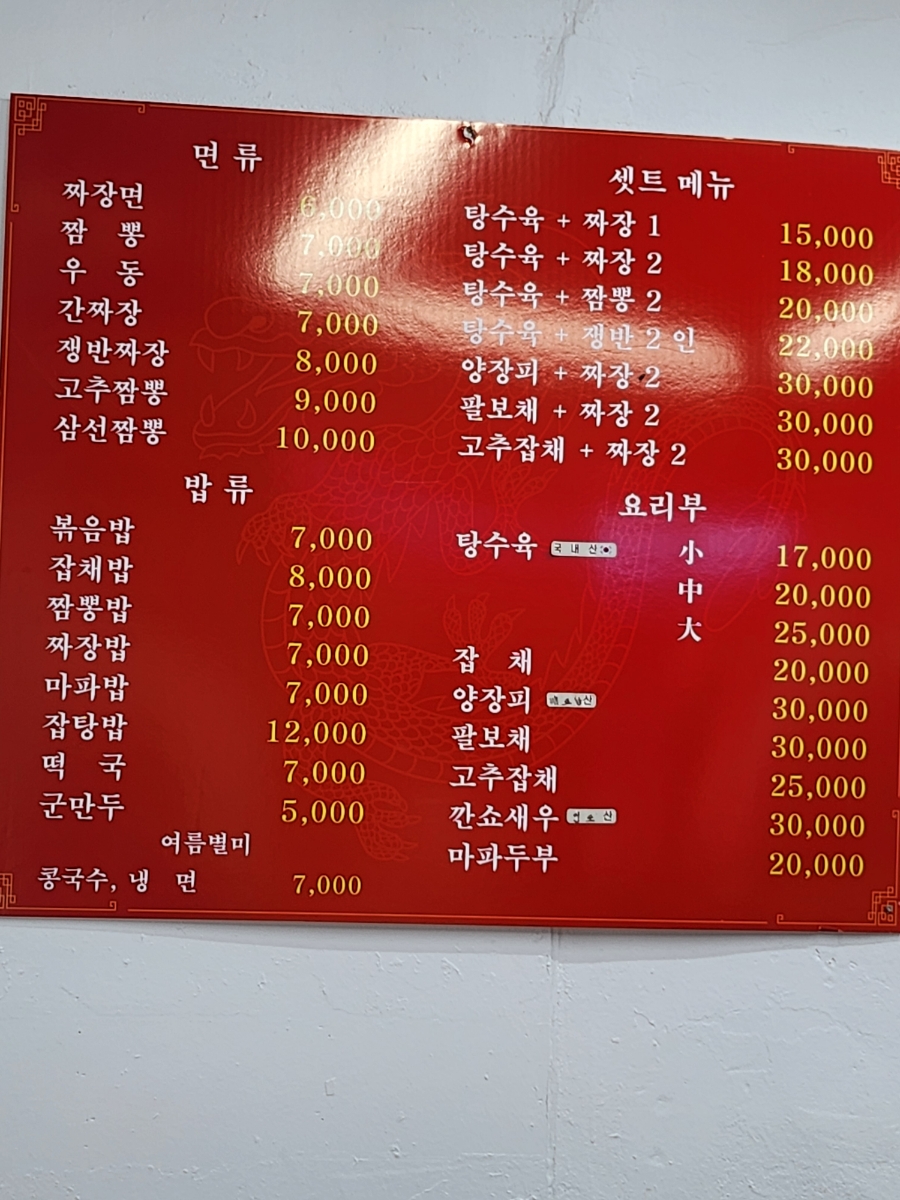 면 류
짜장면 6,000
짬 뽕 7,000
우 동 7,000
간짜장 7,000
쟁반짜장 8,000
고추짬뽕 9,000
삼선짬뽕 10,000
밥 류
볶음밥 7,000
잡채밥 8,000
짬뽕밥 7,000
짜장밥 7,000
마파밥 7,000
잡탕밥 12,000
떡 국 7,000
군만두 5,000
여름별미
콩국수, 냉 면 7,000
셋트 메뉴
탕수육 + 짜장 1 15,000
탕수육 + 짜장 2 18,000
탕수육 + 짬뽕 2 20,000
탕수육 + 쟁반 2 인 22,000
양장피 + 짜장 2 30,000
팔보채 + 짜장 2 30,000
고추잡채 + 짜장 2 30,000
요리부
탕수육 국내산 小 17,000
中 20,000
大 25,000
잡 채 20,000
양장피 30,000
팔보채 30,000
고추잡채 25,000
깐쇼새우 30,000
마파두부 20,000